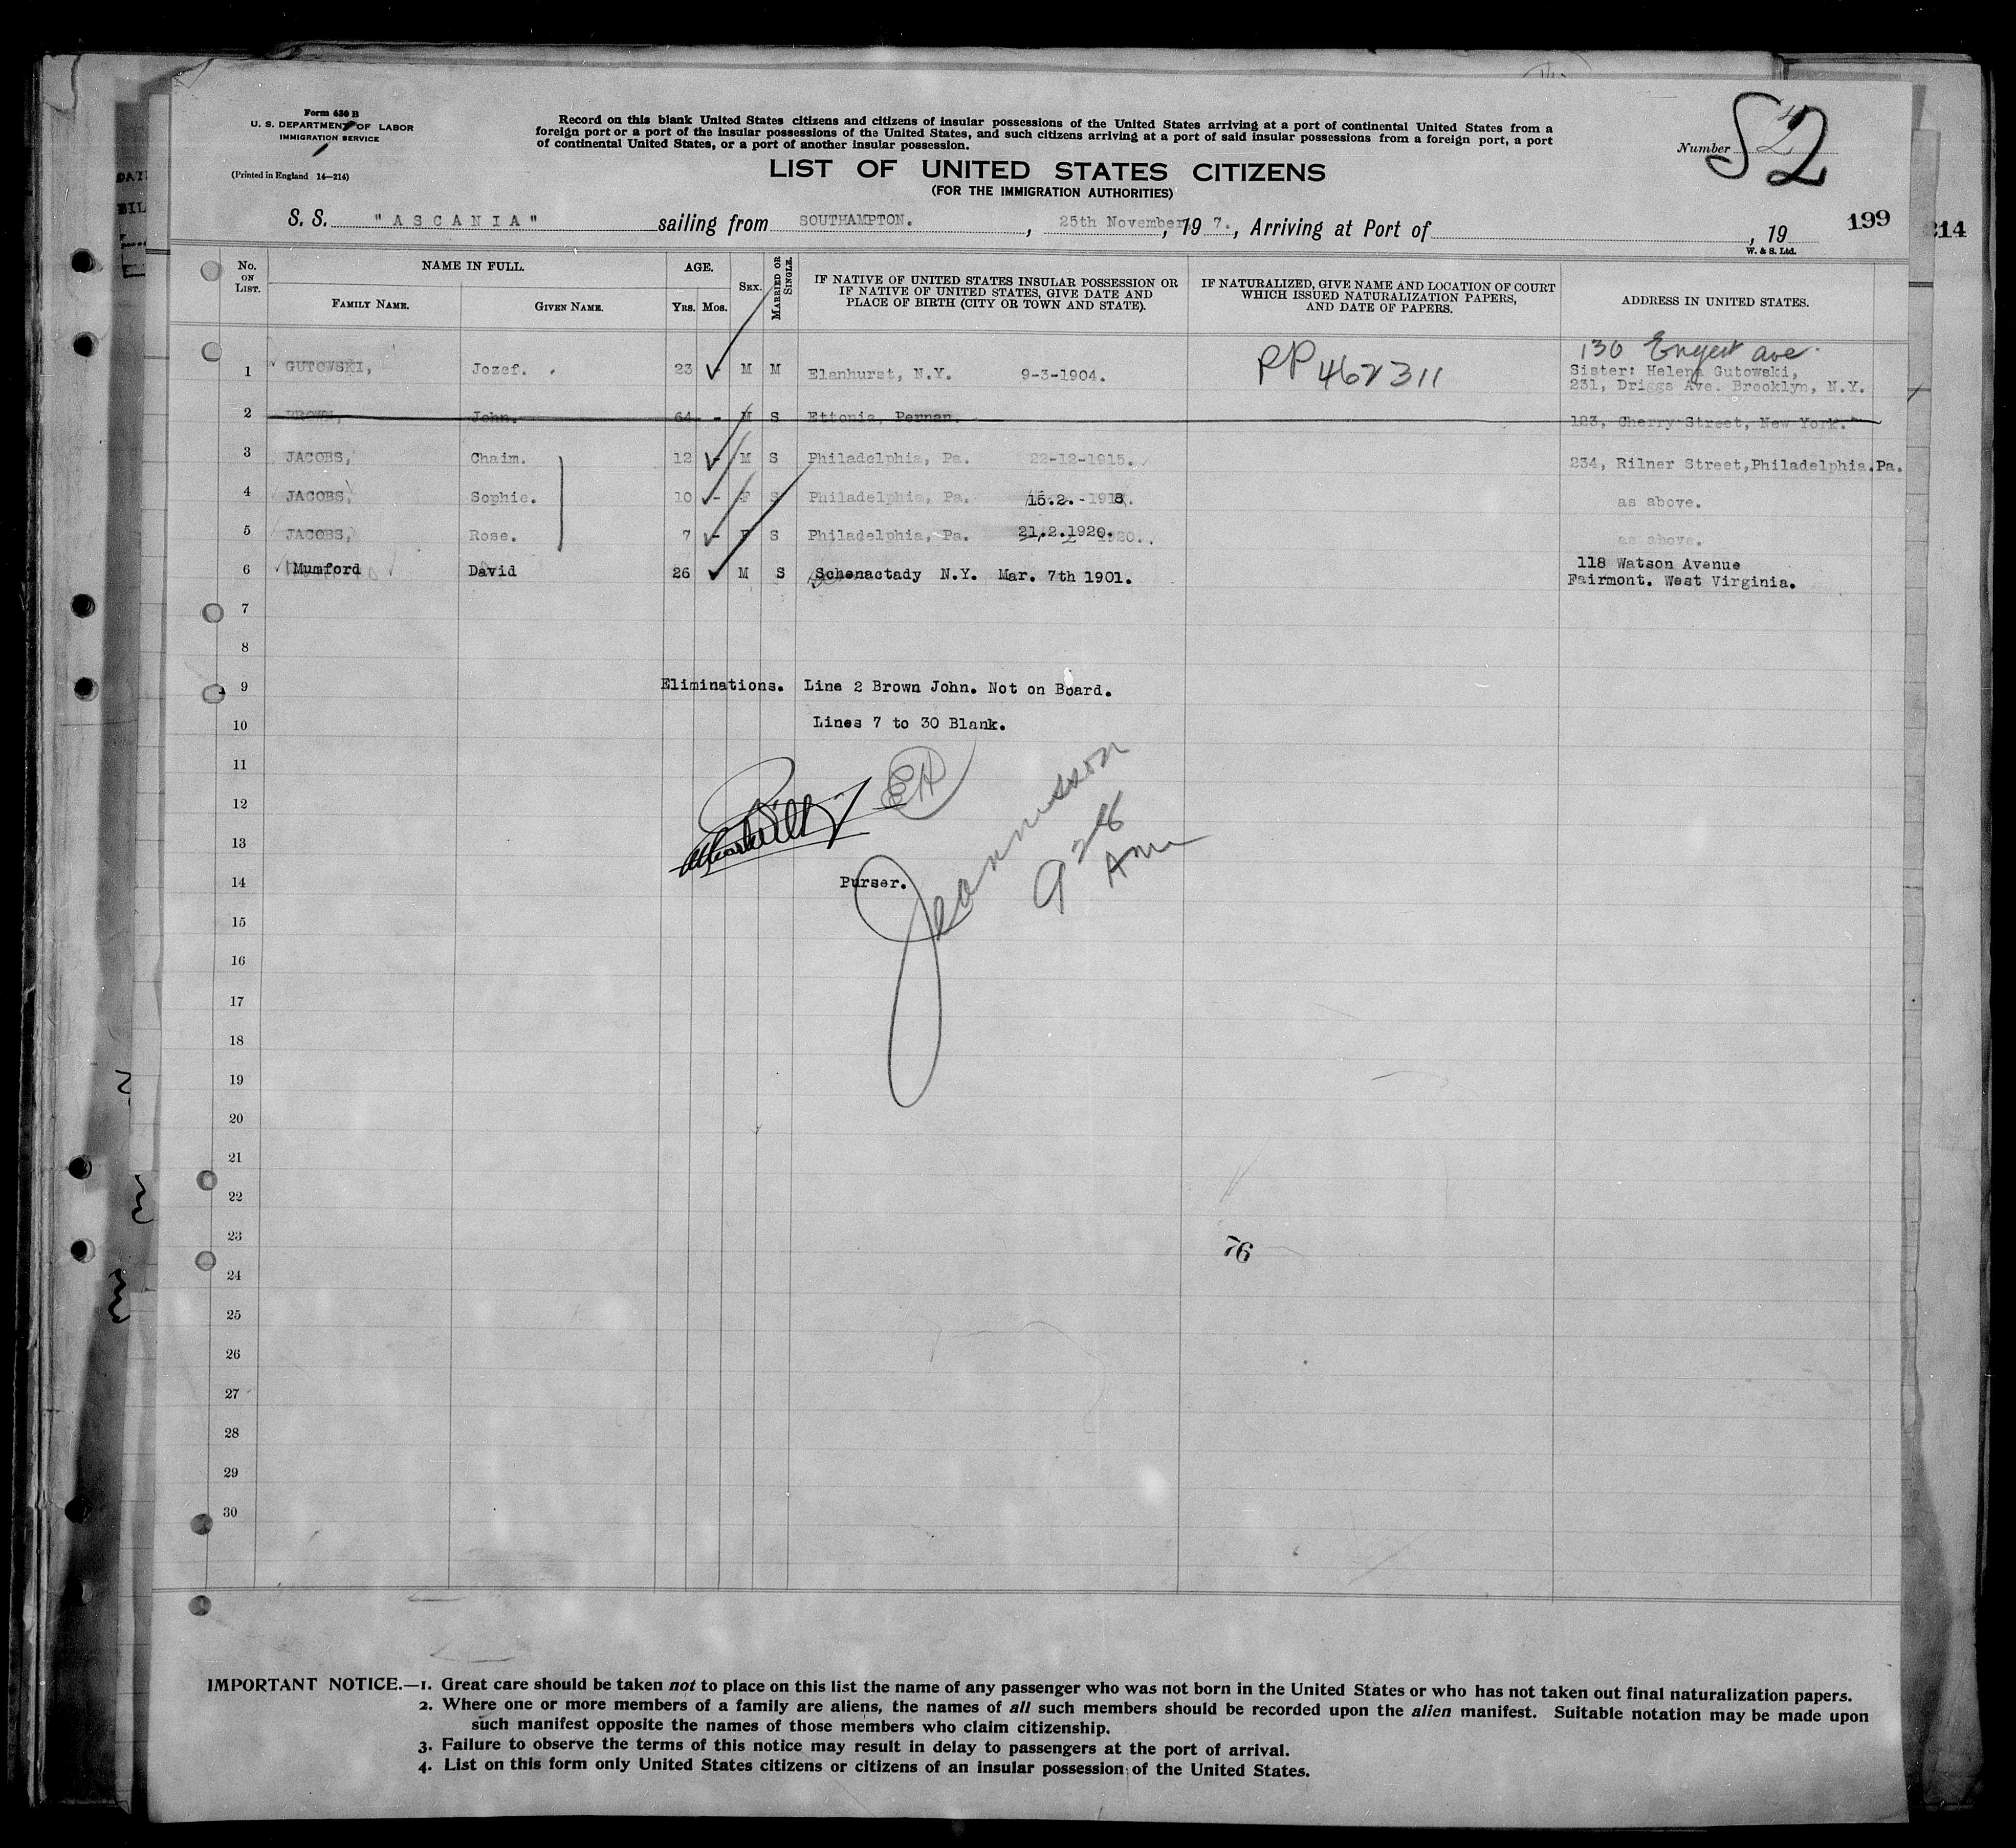 Form 630 B
U. S. DEPARTMENT OF LABOR
IMMIGRATION SERVICE
(Printed in England 14—214)
Record on this blank United States citizens and citizens of insular possessions of the United States arriving at a port of continental United States from a
foreign port or a port of the insular possessions of the United States, and such citizens arriving at a port of said insular possessions from a foreign port, a port
of continental United States, or a port of another insular possession.
Number S2
LIST OF UNITED STATES CITIZENS
(FOR THE IMMIGRATION AUTHORITIES)
S. S. "ASCANIA" sailing from SOUTHAMPTON. , 25th November, 19 7. , Arriving at Port of , 19
199
214
W. & S. Ltd.
No. ON LIST. NAME IN FULL. AGE. SEX. MARRIED OR SINGLE. IF NATIVE OF UNITED STATES INSULAR POSSESSION OR IF NATIVE OF UNITED STATES, GIVE DATE AND PLACE OF BIRTH (CITY OR TOWN AND STATE). IF NATURALIZED, GIVE NAME AND LOCATION OF COURT WHICH ISSUED NATURALIZATION PAPERS, AND DATE OF PAPERS. ADDRESS IN UNITED STATES.
FAMILY NAME. GIVEN NAME. YRS. MOS.
130 Engert ave.
1 GUTOWSKI, Jozef. 23 - M M Elanhurst, N.Y. 9-3-1904. PP 462311 Sister: Helena Gutowski,
231, Driggs Ave. Brooklyn, N.Y.
2 BROWN, John. 64 - M S Ettonia, Pernan. 123, Cherry Street, New York.
3 JACOBS, Chaim. 12 - M S Philadelphia, Pa. 22-12-1915. 234, Rilner Street, Philadelphia.Pa.
4 JACOBS, Sophie. 10 - F S Philadelphia, Pa. 15.2.-1918. as above.
5 JACOBS, Rose. 7 - F S Philadelphia, Pa. 21.2.1920. as above.
6 Mumford David 26 M S Schenactady N.Y. Mar. 7th 1901. 118 Watson Avenue
Fairmont. West Virginia.
7
8
9 Eliminations. Line 2 Brown John. Not on Board.
10 Lines 7 to 30 Blank.
11
12
13
14 Purser.
15
16
17
18
19
20
21
22
23
76
24
25
26
27
28
29
30
IMPORTANT NOTICE.—1. Great care should be taken not to place on this list the name of any passenger who was not born in the United States or who has not taken out final naturalization papers.
2. Where one or more members of a family are aliens, the names of all such members should be recorded upon the alien manifest. Suitable notation may be made upon
such manifest opposite the names of those members who claim citizenship.
3. Failure to observe the terms of this notice may result in delay to passengers at the port of arrival.
4. List on this form only United States citizens or citizens of an insular possession of the United States.